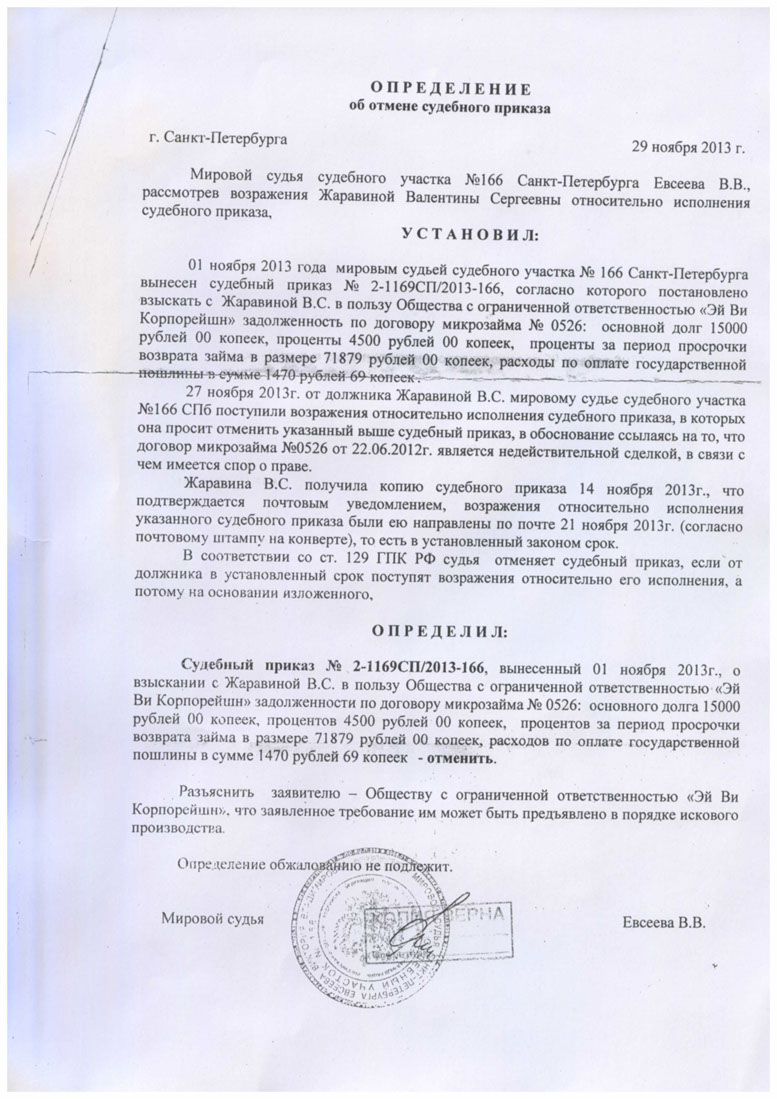 О П Р Е Д Е Л Е Н И Е
об отмене судебного приказа
г. Санкт-Петербурга
29 ноября 2013 г.
Мировой судья судебного участка №166 Санкт-Петербурга Евсеева В.В.,
рассмотрев возражения Жаравиной Валентины Сергеевны относительно исполнения
судебного приказа,
У С Т А Н О В И Л:
01 ноября 2013 года мировым судьей судебного участка № 166 Санкт-Петербурга
вынесен судебный приказ № 2-1169СП/2013-166, согласно которого постановлено
взыскать с Жаравиной В.С. в пользу Общества с ограниченной ответственностью «Эй Ви
Корпорейшн» задолженность по договору микрозайма № 0526: основной долг 15000
рублей 00 копеек, проценты 4500 рублей 00 копеек, проценты за период просрочки
возврата займа в размере 71879 рублей 00 копеек, расходы по оплате государственной
пошлины в сумме 1470 рублей 69 копеек .
27 ноября 2013г. от должника Жаравиной В.С. мировому судье судебного участка
№166 СПб поступили возражения относительно исполнения судебного приказа, в которых
она просит отменить указанный выше судебный приказ, в обоснование ссылаясь на то, что
договор микрозайма №0526 от 22.06.2012г. является недействительной сделкой, в связи с
чем имеется спор о праве.
Жаравина В.С. получила копию судебного приказа 14 ноября 2013г., что
подтверждается почтовым уведомлением, возражения относительно исполнения
указанного судебного приказа были ею направлены по почте 21 ноября 2013г. (согласно
почтовому штампу на конверте), то есть в установленный законом срок.
В соответствии со ст. 129 ГПК РФ судья отменяет судебный приказ, если от
должника в установленный срок поступят возражения относительно его исполнения, а
потому на основании изложенного,
О П Р Е Д Е Л И Л:
Судебный приказ № 2-1169СП/2013-166, вынесенный 01 ноября 2013г., о
взыскании с Жаравиной В.С. в пользу Общества с ограниченной ответственностью «Эй
Ви Корпорейшн» задолженности по договору микрозайма № 0526: основного долга 15000
рублей 00 копеек, процентов 4500 рублей 00 копеек, процентов за период просрочки
возврата займа в размере 71879 рублей 00 копеек, расходов по оплате государственной
пошлины в сумме 1470 рублей 69 копеек - отменить.
Разъяснить заявителю – Обществу с ограниченной ответственностью «Эй Ви
Корпорейшн», что заявленное требование им может быть предъявлено в порядке искового
производства.
Определение обжалованию не подлежит.
Мировой судья
КОПИЯ ВЕРНА
Евсеева В.В.